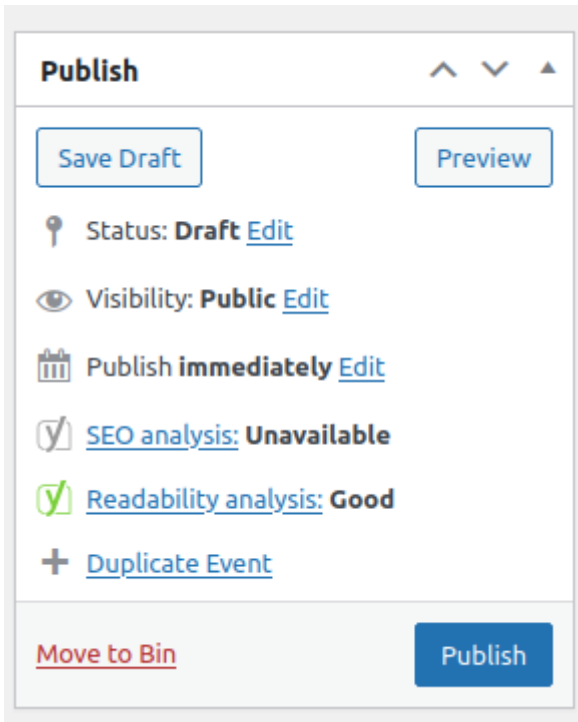 Publish
Save Draft Preview
Status: Draft Edit
Visibility: Public Edit
Publish immediately Edit
SEO analysis: Unavailable
Readability analysis: Good
Duplicate Event
Move to Bin Publish